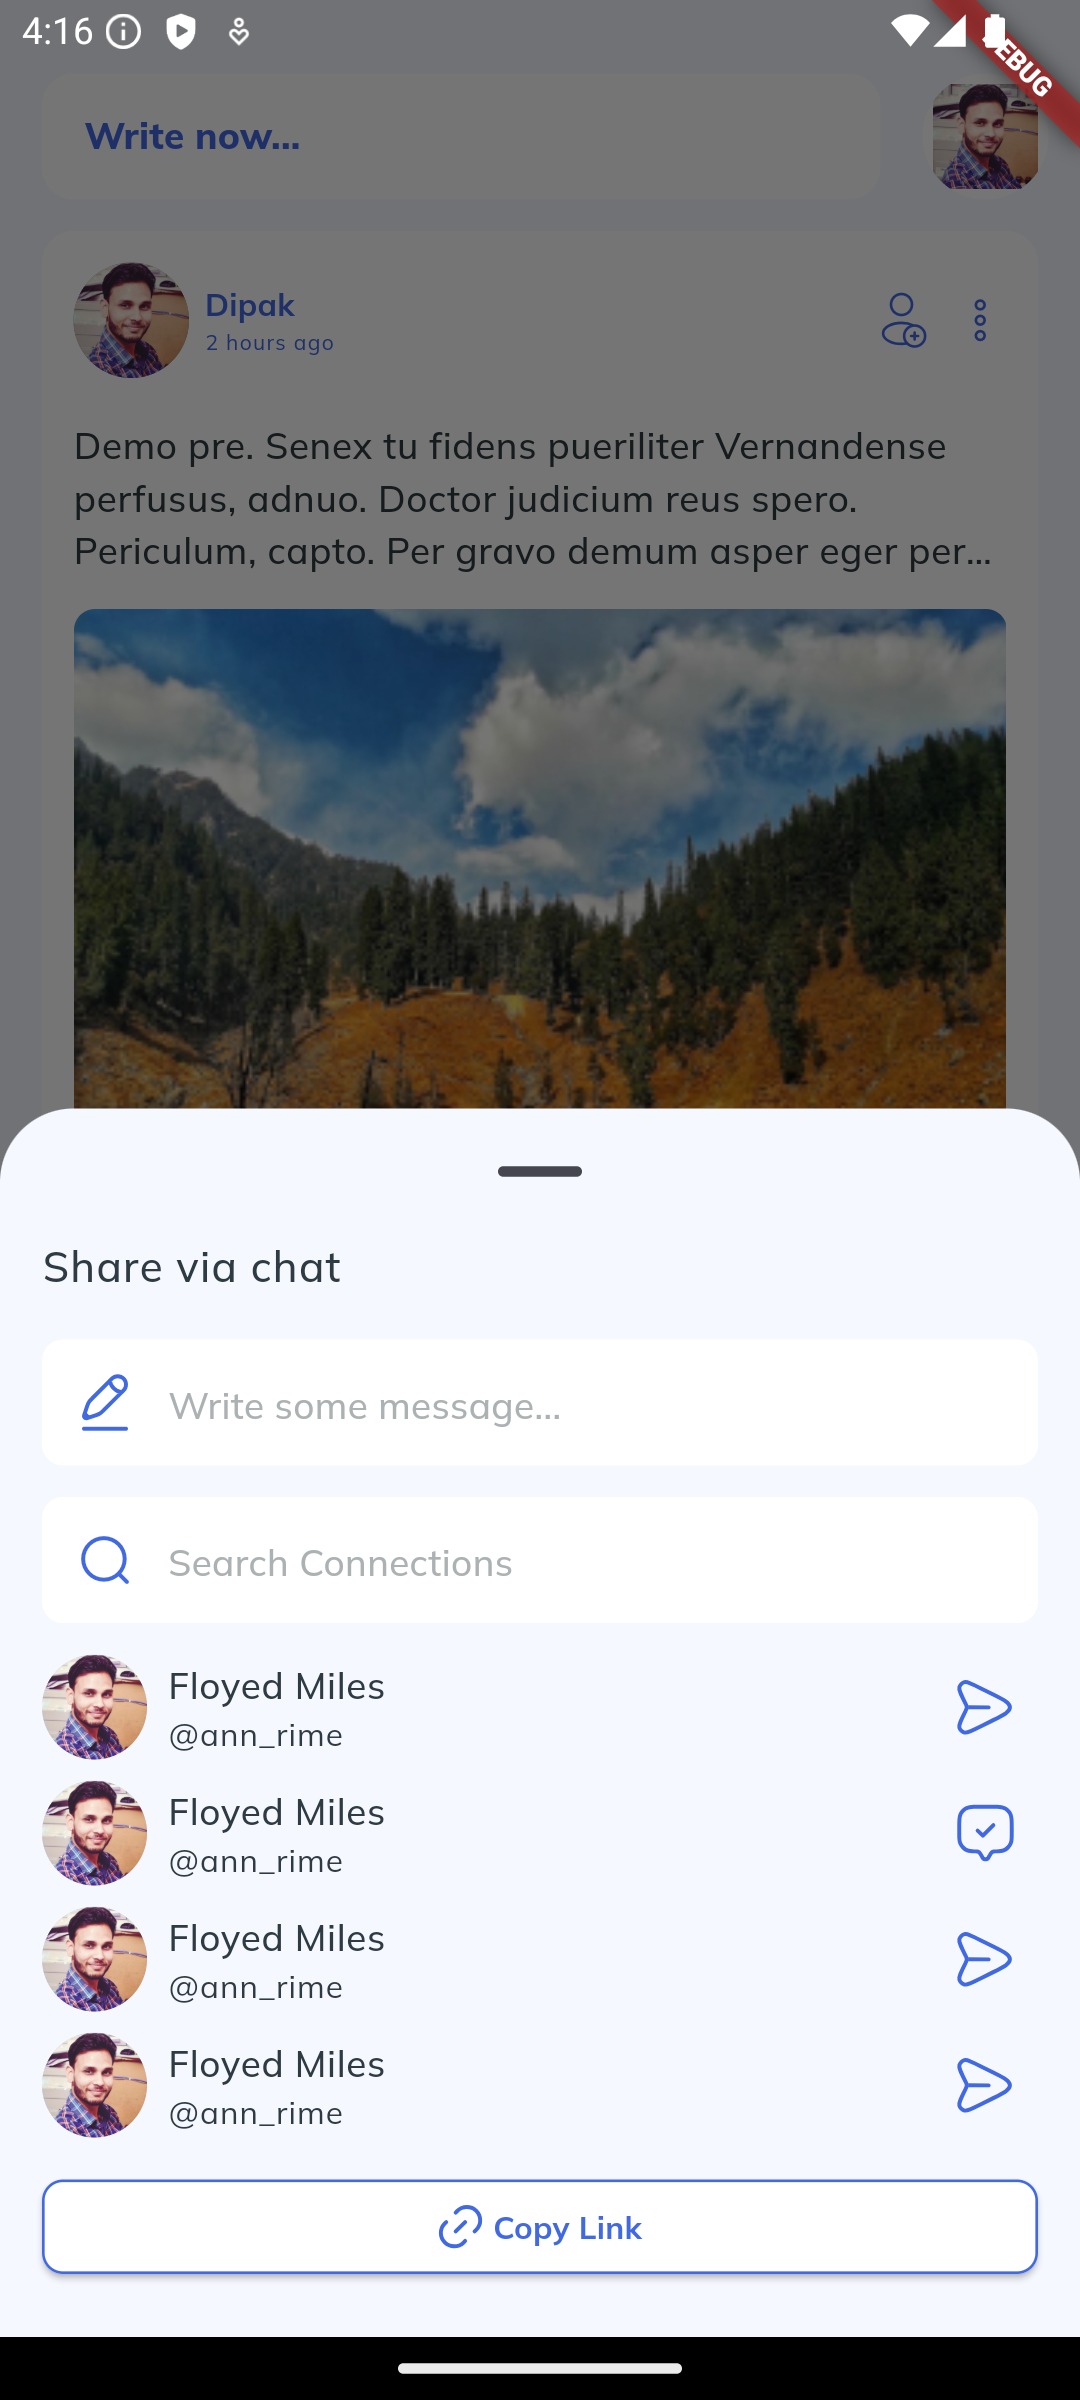 4:16
EBUG
Write now...
Dipak
2 hours ago
Demo pre. Senex tu fidens pueriliter Vernandense
perfusus, adnuo. Doctor judicium reus spero.
Periculum, capto. Per gravo demum asper eger per...
Share via chat
Write some message...
Search Connections
Floyed Miles
@ann_rime
Floyed Miles
@ann_rime
Floyed Miles
@ann_rime
Floyed Miles
@ann_rime
Copy Link